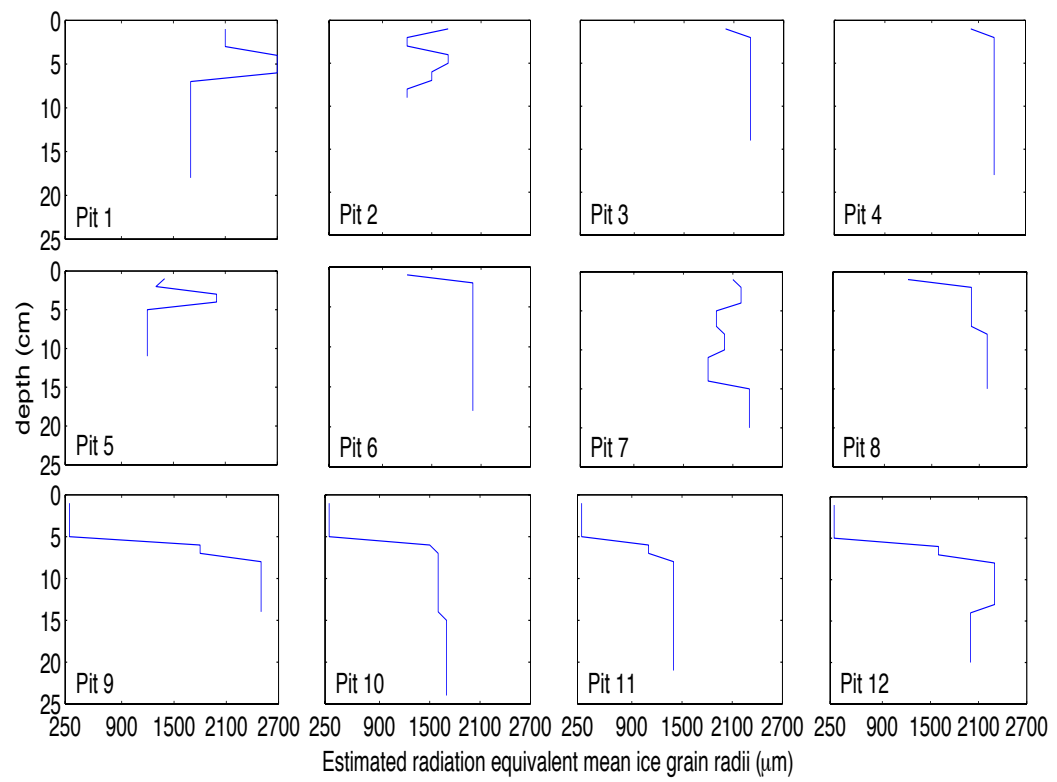 0
5
10
15
20
25
Pit 1
Pit 2
Pit 3
Pit 4
0
5
10
15
20
25
Pit 5
Pit 6
Pit 7
Pit 8
depth (cm)
0
5
10
15
20
25
Pit 9
Pit 10
Pit 11
Pit 12
250 900 1500 2100 2700 250 900 1500 2100 2700 250 900 1500 2100 2700 250 900 1500 2100 2700
Estimated radiation equivalent mean ice grain radii (μm)